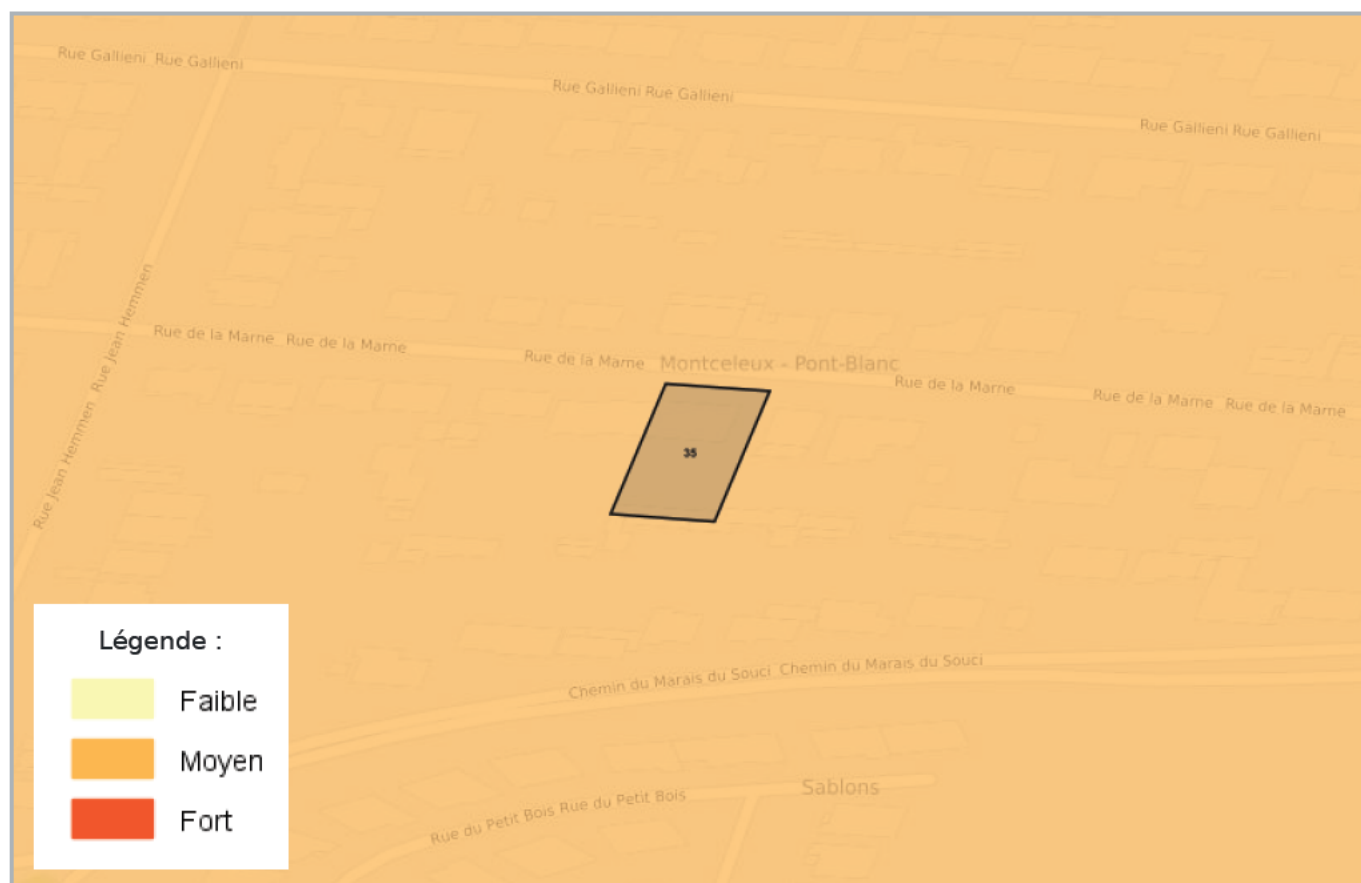 Rue Gallieni Rue Gallieni
Rue Gallieni Rue Gallieni
Rue Gallieni Rue Gallieni
Rue Jean Hemmen Rue Jean Hemmen
Rue de la Marne Rue de la Marne
Rue de la Marne
Montceleux - Pont-Blanc
Rue de la Marne
Rue de la Marne Rue de la Marne
35
Chemin du Marais du Souci Chemin du Marais du Souci
Rue du Petit Bois Rue du Petit Bois
Sablons
Légende :
Faible
Moyen
Fort